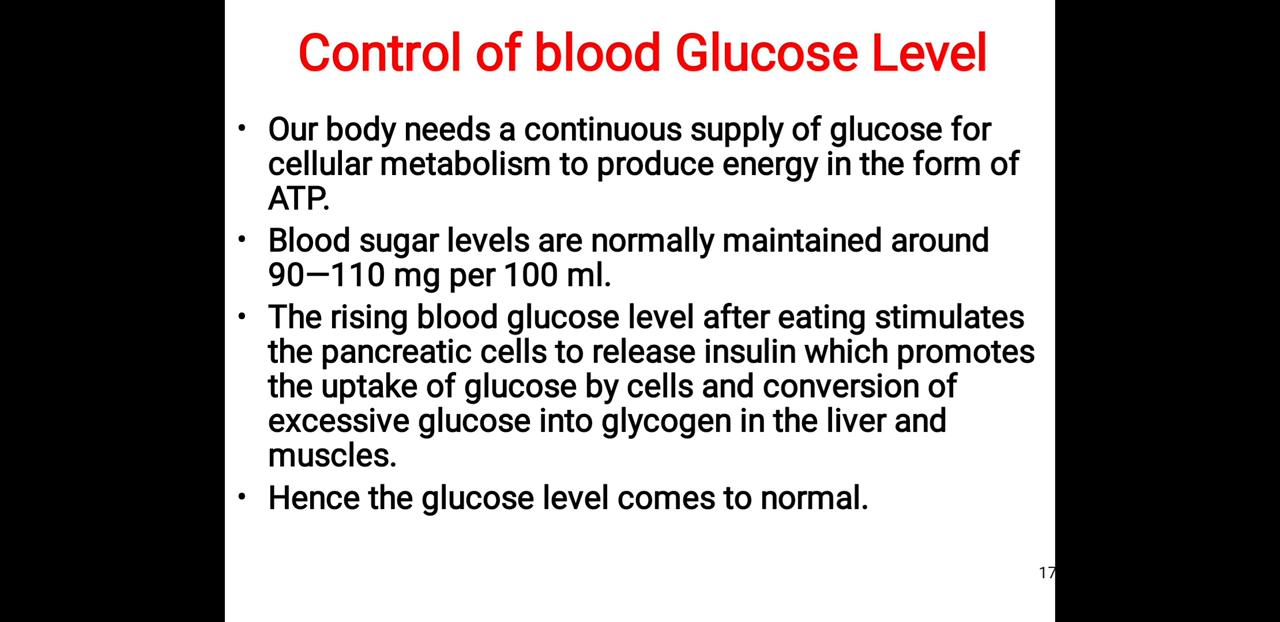 Control of blood Glucose Level
• Our body needs a continuous supply of glucose for
cellular metabolism to produce energy in the form of
ATP.
• Blood sugar levels are normally maintained around
90—110 mg per 100 ml.
• The rising blood glucose level after eating stimulates
the pancreatic cells to release insulin which promotes
the uptake of glucose by cells and conversion of
excessive glucose into glycogen in the liver and
muscles.
• Hence the glucose level comes to normal.
17